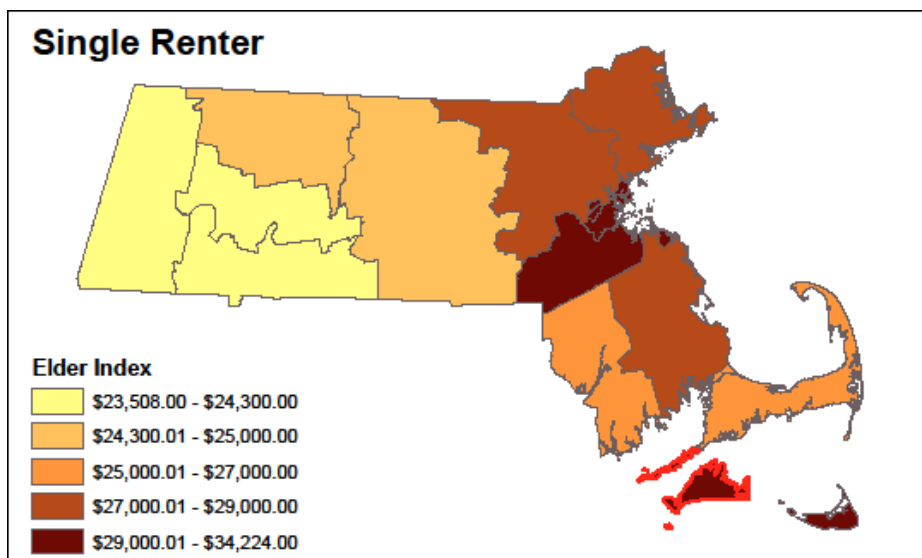 Single Renter
Elder Index
$23,508.00 - $24,300.00
$24,300.01 - $25,000.00
$25,000.01 - $27,000.00
$27,000.01 - $29,000.00
$29,000.01 - $34,224.00